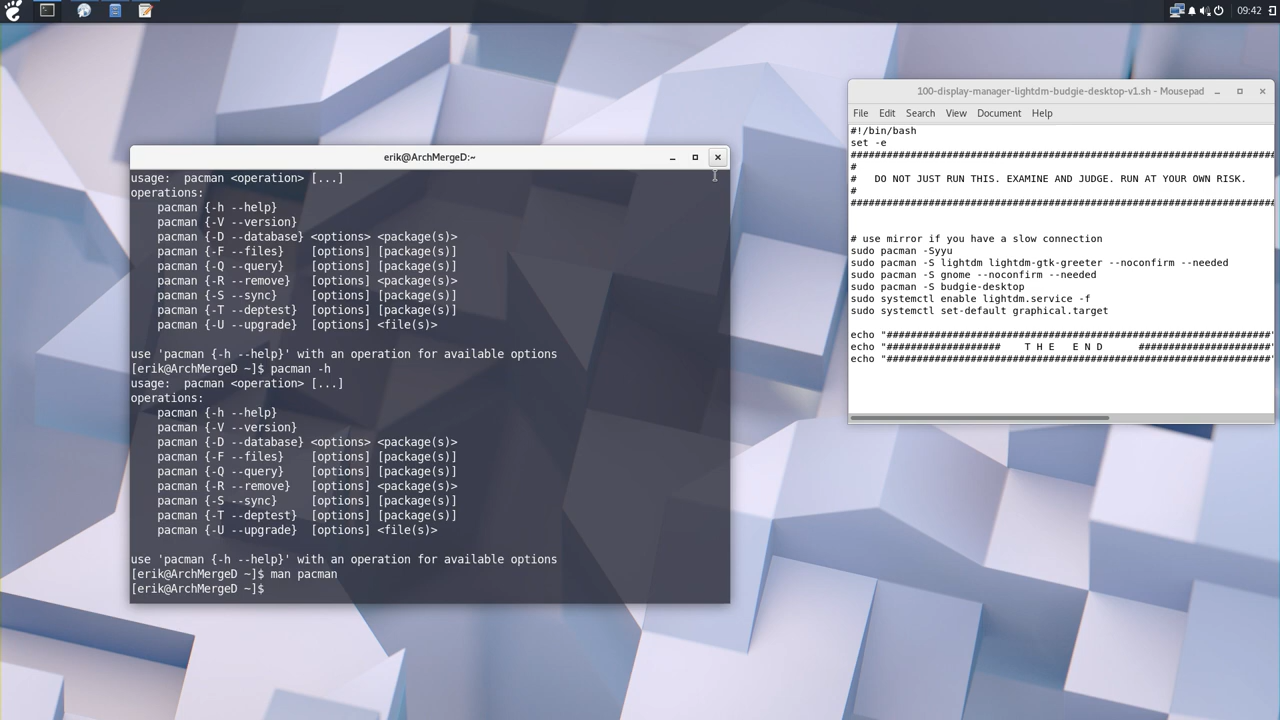 09:42
erik@ArchMergeD:~
usage:  pacman <operation> [...]
operations:
    pacman {-h --help}
    pacman {-V --version}
    pacman {-D --database} <options> <package(s)>
    pacman {-F --files}    [options] [package(s)]
    pacman {-Q --query}    [options] [package(s)]
    pacman {-R --remove}   [options] <package(s)>
    pacman {-S --sync}     [options] [package(s)]
    pacman {-T --deptest}  [options] [package(s)]
    pacman {-U --upgrade}  [options] <file(s)>
use 'pacman {-h --help}' with an operation for available options
[erik@ArchMergeD ~]$ pacman -h
usage:  pacman <operation> [...]
operations:
    pacman {-h --help}
    pacman {-V --version}
    pacman {-D --database} <options> <package(s)>
    pacman {-F --files}    [options] [package(s)]
    pacman {-Q --query}    [options] [package(s)]
    pacman {-R --remove}   [options] <package(s)>
    pacman {-S --sync}     [options] [package(s)]
    pacman {-T --deptest}  [options] [package(s)]
    pacman {-U --upgrade}  [options] <file(s)>
use 'pacman {-h --help}' with an operation for available options
[erik@ArchMergeD ~]$ man pacman
[erik@ArchMergeD ~]$
100-display-manager-lightdm-budgie-desktop-v1.sh - Mousepad
File Edit Search View Document Help
#!/bin/bash
set -e
#######################################################################
#
#   DO NOT JUST RUN THIS. EXAMINE AND JUDGE. RUN AT YOUR OWN RISK.
#
#######################################################################
# use mirror if you have a slow connection
sudo pacman -Syyu
sudo pacman -S lightdm lightdm-gtk-greeter --noconfirm --needed
sudo pacman -S gnome --noconfirm --needed
sudo pacman -S budgie-desktop
sudo systemctl enable lightdm.service -f
sudo systemctl set-default graphical.target
echo "################################################################"
echo "###################    T H E   E N D      ######################"
echo "################################################################"